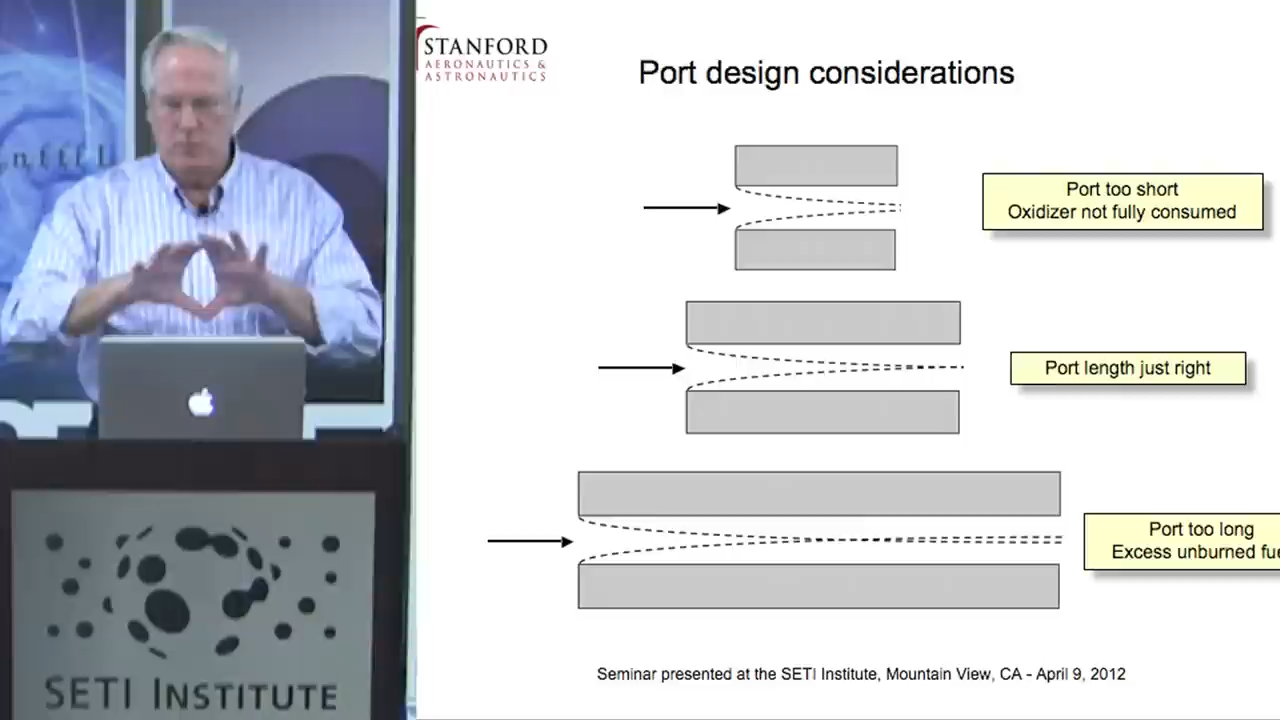 STANFORD
AERONAUTICS &
ASTRONAUTICS
Port design considerations
Port too short
Oxidizer not fully consumed
Port length just right
Port too long
Excess unburned fue
Seminar presented at the SETI Institute, Mountain View, CA - April 9, 2012
SETI INSTITUTE